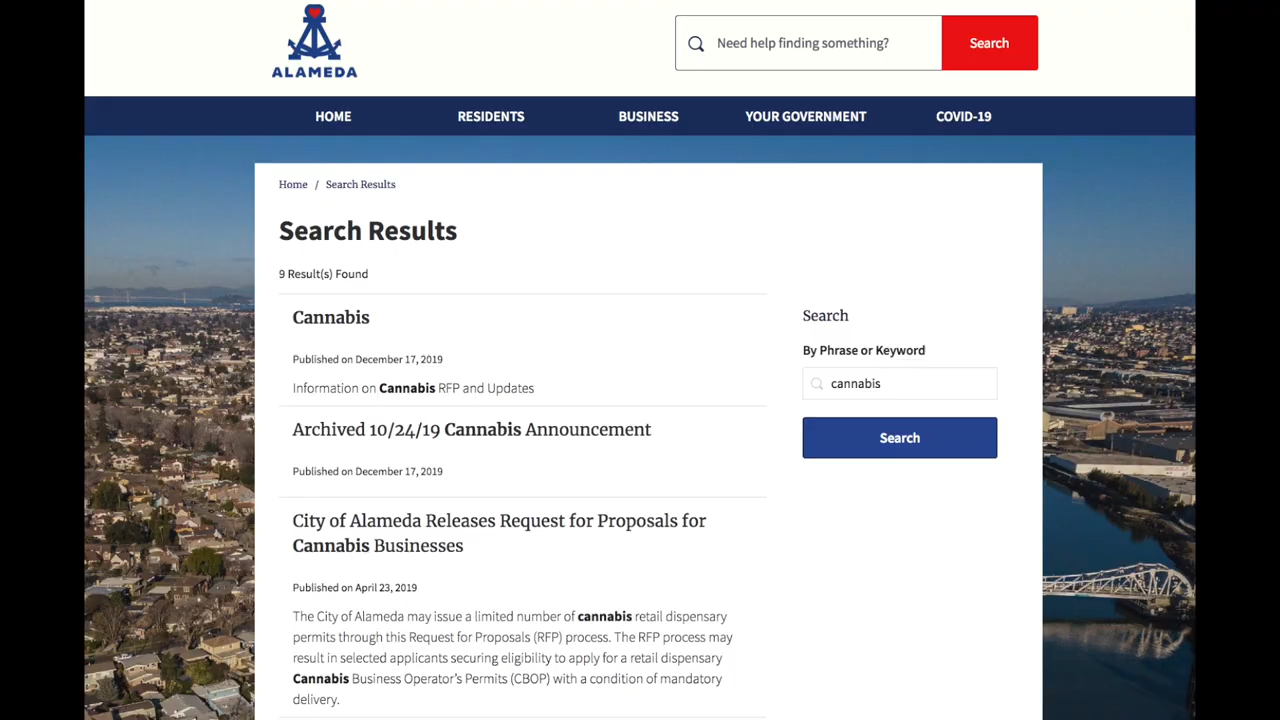 ALAMEDA
Need help finding something?
Search
HOME
RESIDENTS
BUSINESS
YOUR GOVERNMENT
COVID-19
Home / Search Results
Search Results
9 Result(s) Found
Cannabis
Published on December 17, 2019
Information on Cannabis RFP and Updates
Archived 10/24/19 Cannabis Announcement
Published on December 17, 2019
City of Alameda Releases Request for Proposals for
Cannabis Businesses
Published on April 23, 2019
The City of Alameda may issue a limited number of cannabis retail dispensary
permits through this Request for Proposals (RFP) process. The RFP process may
result in selected applicants securing eligibility to apply for a retail dispensary
Cannabis Business Operator's Permits (CBOP) with a condition of mandatory
delivery.
Search
By Phrase or Keyword
cannabis
Search